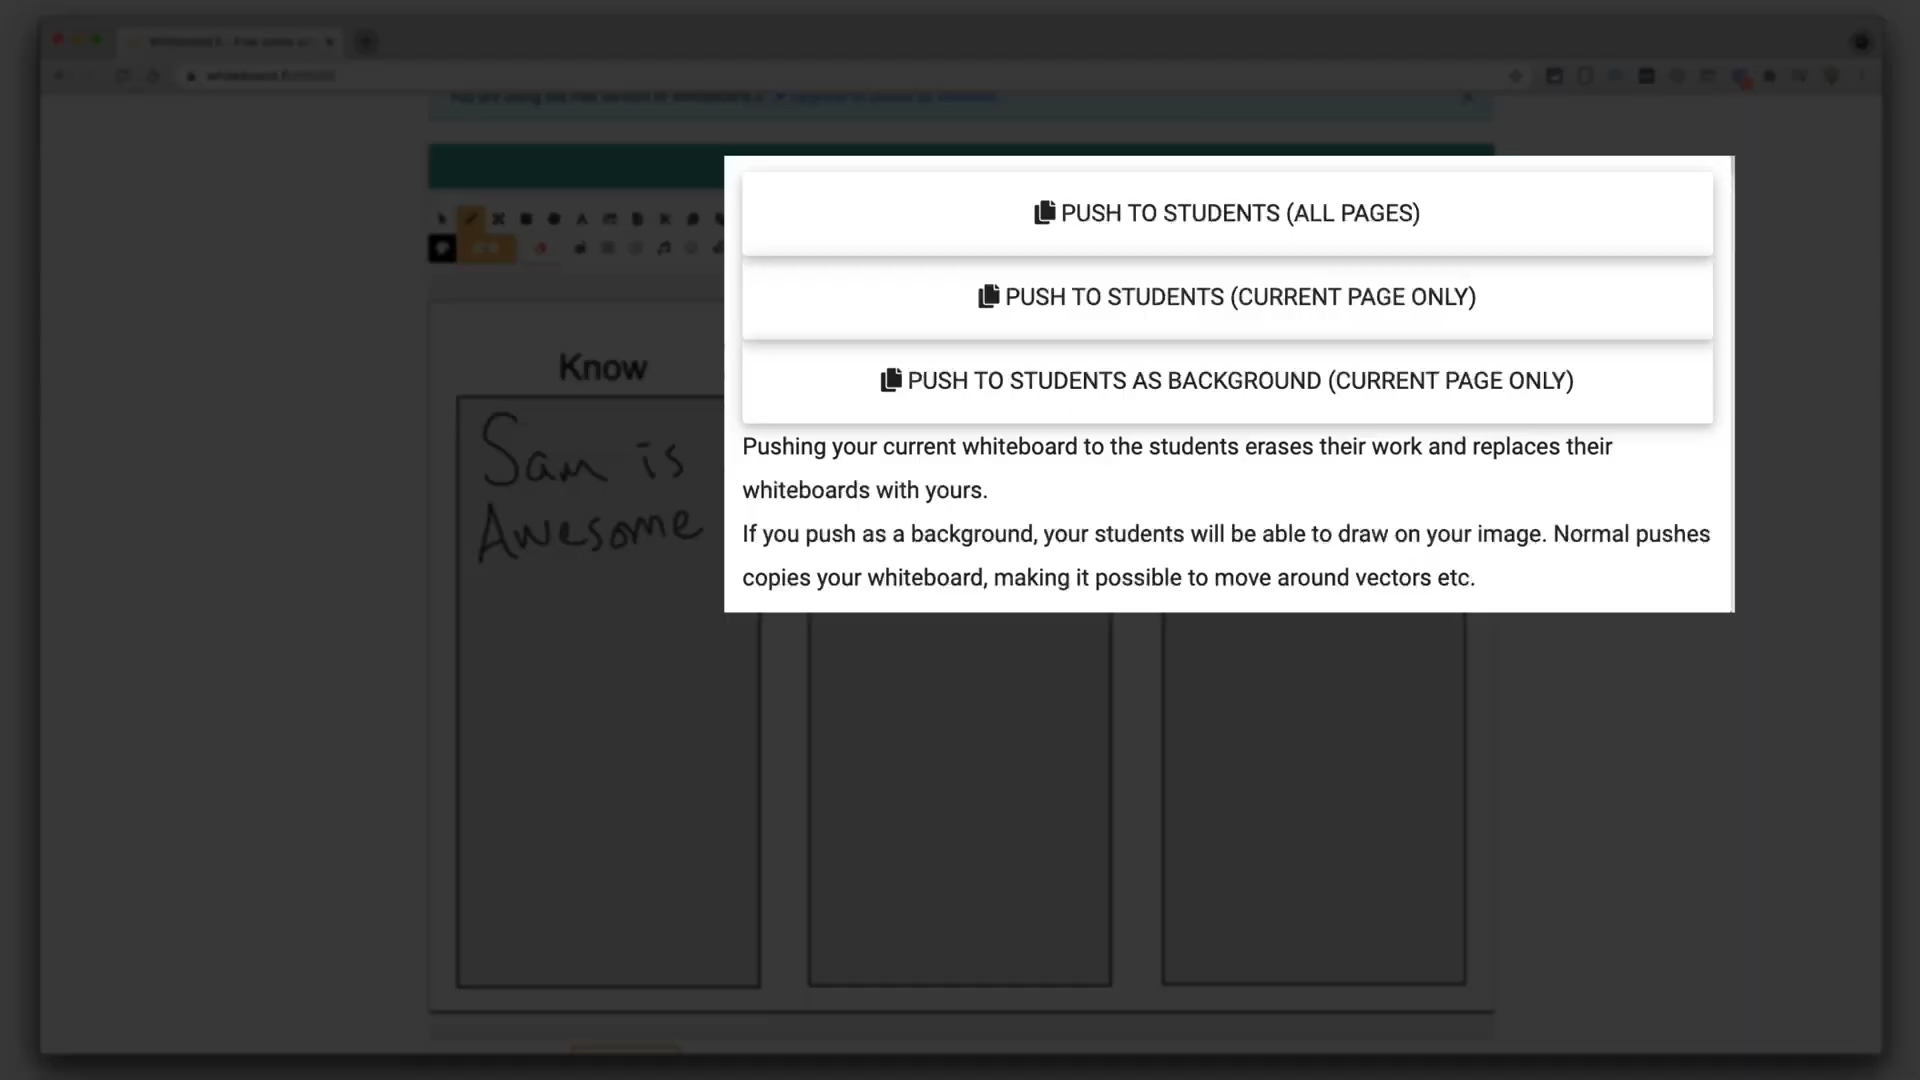 PUSH TO STUDENTS (ALL PAGES)
PUSH TO STUDENTS (CURRENT PAGE ONLY)
PUSH TO STUDENTS AS BACKGROUND (CURRENT PAGE ONLY)
Pushing your current whiteboard to the students erases their work and replaces their
whiteboards with yours.
If you push as a background, your students will be able to draw on your image. Normal pushes
copies your whiteboard, making it possible to move around vectors etc.
Know
Sam is
Awesome